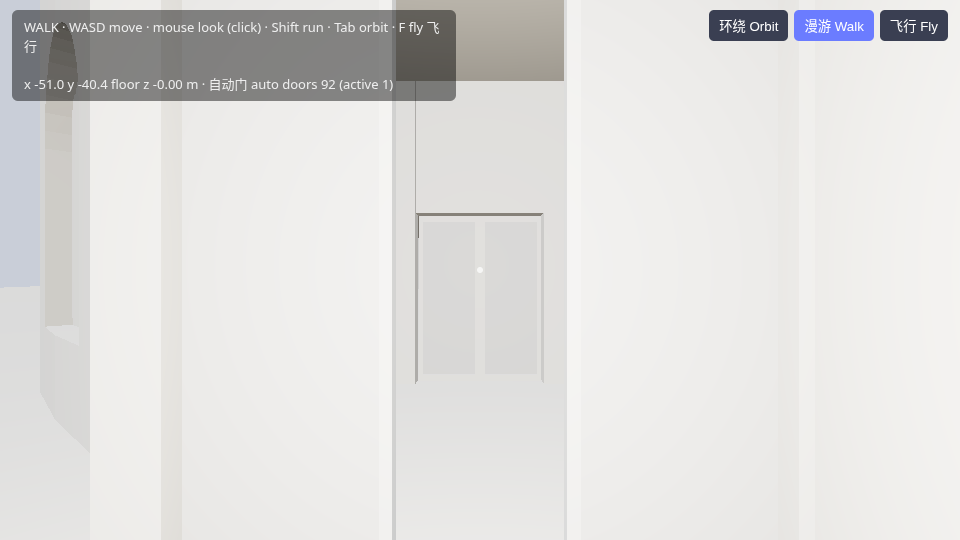 WALK · WASD move · mouse look (click) · Shift run · Tab orbit · F fly 飞
行
x -51.0 y -40.4 floor z -0.00 m · 自动门 auto doors 92 (active 1)
环绕 Orbit
漫游 Walk
飞行 Fly